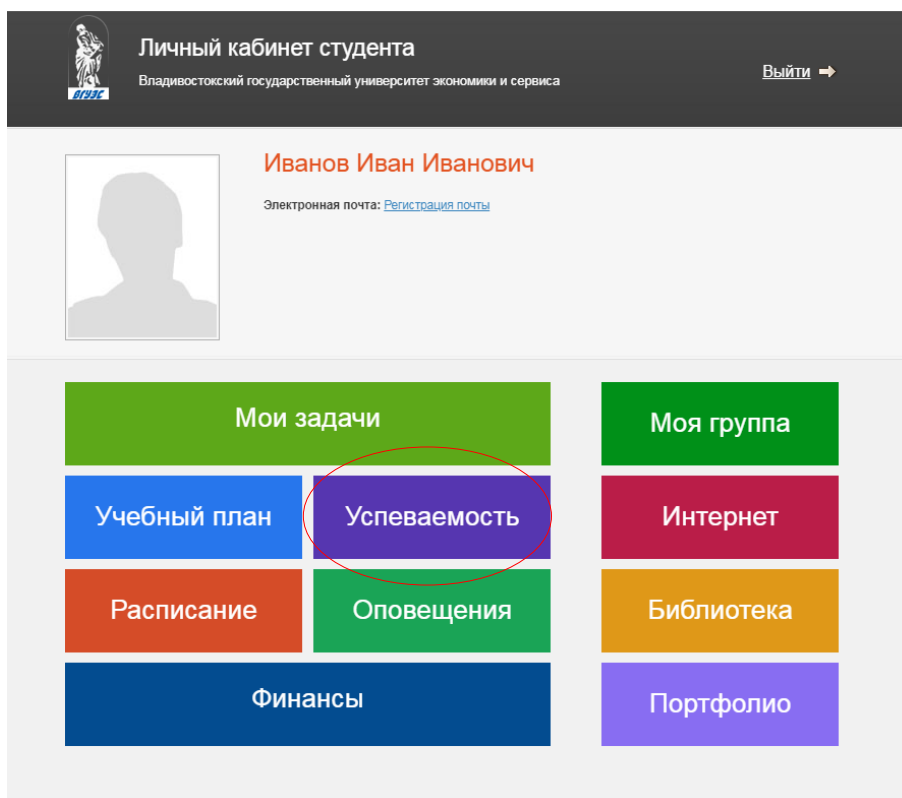 Личный кабинет студента
Владивостокский государственный университет экономики и сервиса
ВГУЭС
Выйти
Иванов Иван Иванович
Электронная почта: Регистрация почты
Мои задачи
Моя группа
Учебный план
Успеваемость
Интернет
Расписание
Оповещения
Библиотека
Финансы
Портфолио